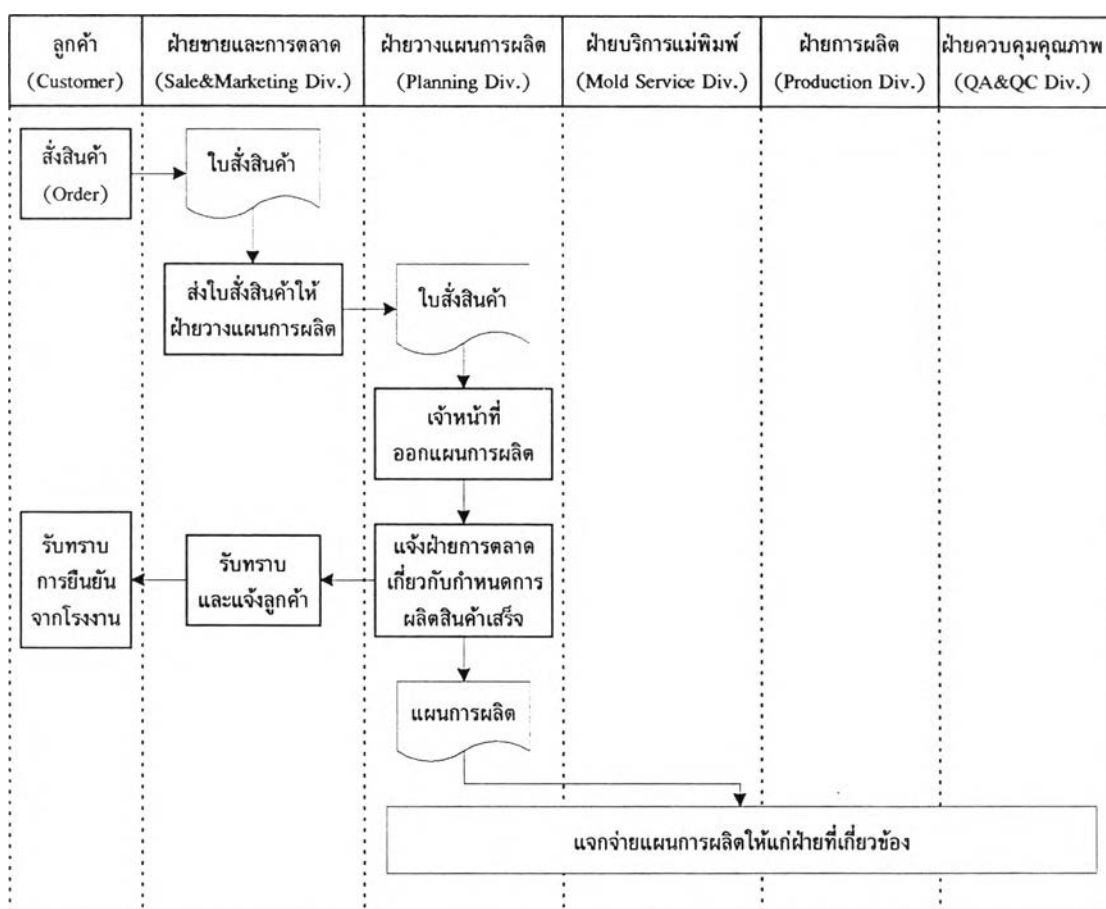 ลูกค้า
(Customer)
ฝ่ายขายและการตลาด
(Sale&Marketing Div.)
ฝ่ายวางแผนการผลิต
(Planning Div.)
ฝ่ายบริการแม่พิมพ์
(Mold Service Div.)
ฝ่ายการผลิต
(Production Div.)
ฝ่ายควบคุมคุณภาพ
(QA&QC Div.)
สั่งสินค้า
(Order)
ใบสั่งสินค้า
ส่งใบสั่งสินค้าให้
ฝ่ายวางแผนการผลิต
ใบสั่งสินค้า
เจ้าหน้าที่
ออกแผนการผลิต
แจ้งฝ่ายการตลาด
เกี่ยวกับกำหนดการ
ผลิตสินค้าเสร็จ
รับทราบ
และแจ้งลูกค้า
รับทราบ
การยืนยัน
จากโรงงาน
แผนการผลิต
แจกจ่ายแผนการผลิตให้แก่ฝ่ายที่เกี่ยวข้อง